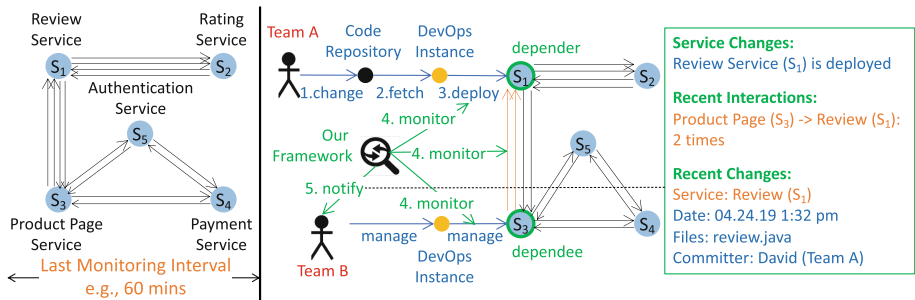 Review
Service
Rating
Service
S1
S2
Authentication
Service
S5
S3
S4
Product Page
Service
Payment
Service
Last Monitoring Interval
e.g., 60 mins
Team A
Code
Repository
DevOps
Instance
depender
S1
S2
1.change
2.fetch
3.deploy
4. monitor
Our
Framework
4. monitor
S5
5. notify
4. monitor
S3
S4
manage
manage
Team B
DevOps
Instance
dependee
Service Changes:
Review Service (S1) is deployed
Recent Interactions:
Product Page (S3) -> Review (S1):
2 times
Recent Changes:
Service: Review (S1)
Date: 04.24.19 1:32 pm
Files: review.java
Committer: David (Team A)